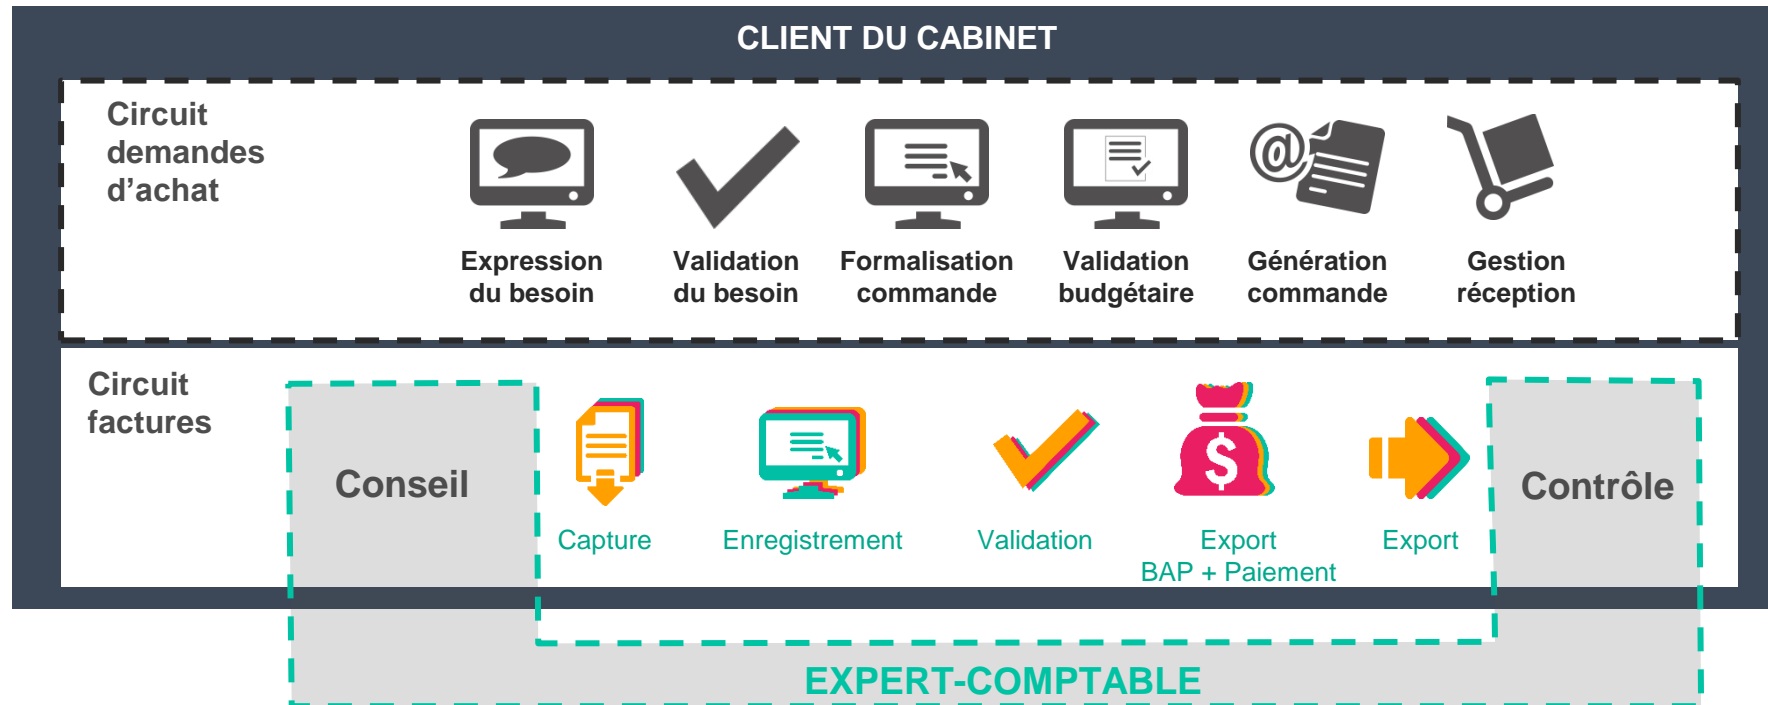 CLIENT DU CABINET
Circuit
demandes
d’achat
@
Expression
du besoin
Validation
du besoin
Formalisation
commande
Validation
budgétaire
Génération
commande
Gestion
réception
Circuit
factures
Conseil
$
Contrôle
Capture
Enregistrement
Validation
Export
BAP + Paiement
Export
EXPERT-COMPTABLE